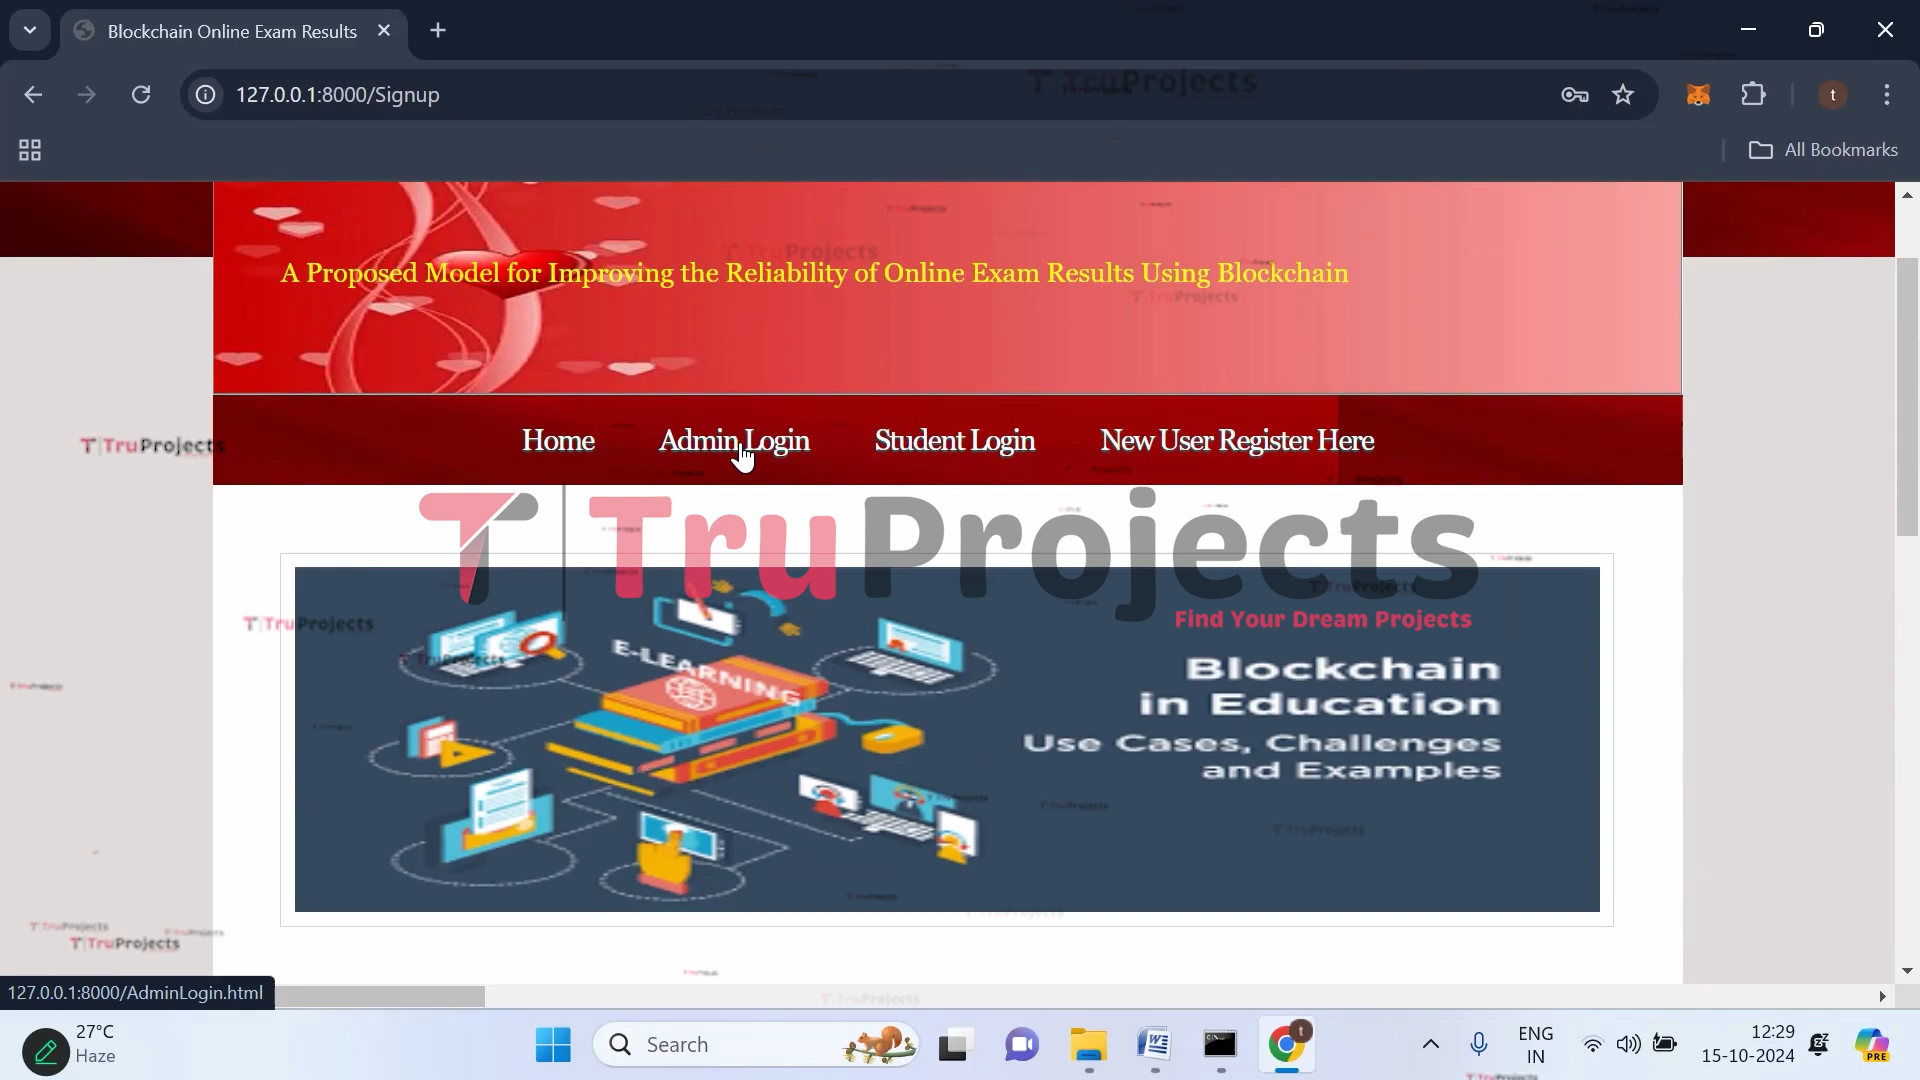 Blockchain Online Exam Results
127.0.0.1:8000/Signup
t
All Bookmarks
TruProjects
A Proposed Model for Improving the Reliability of Online Exam Results Using Blockchain
Home
Admin Login
Student Login
New User Register Here
TruProjects
TruProjects
Find Your Dream Projects
E-LEARNING
Blockchain
in Education
Use Cases, Challenges
and Examples
TruProjects
TruProjects
TruProjects
127.0.0.1:8000/AdminLogin.html
27°C
Haze
Search
t
ENG
IN
12:29
15-10-2024
PRE